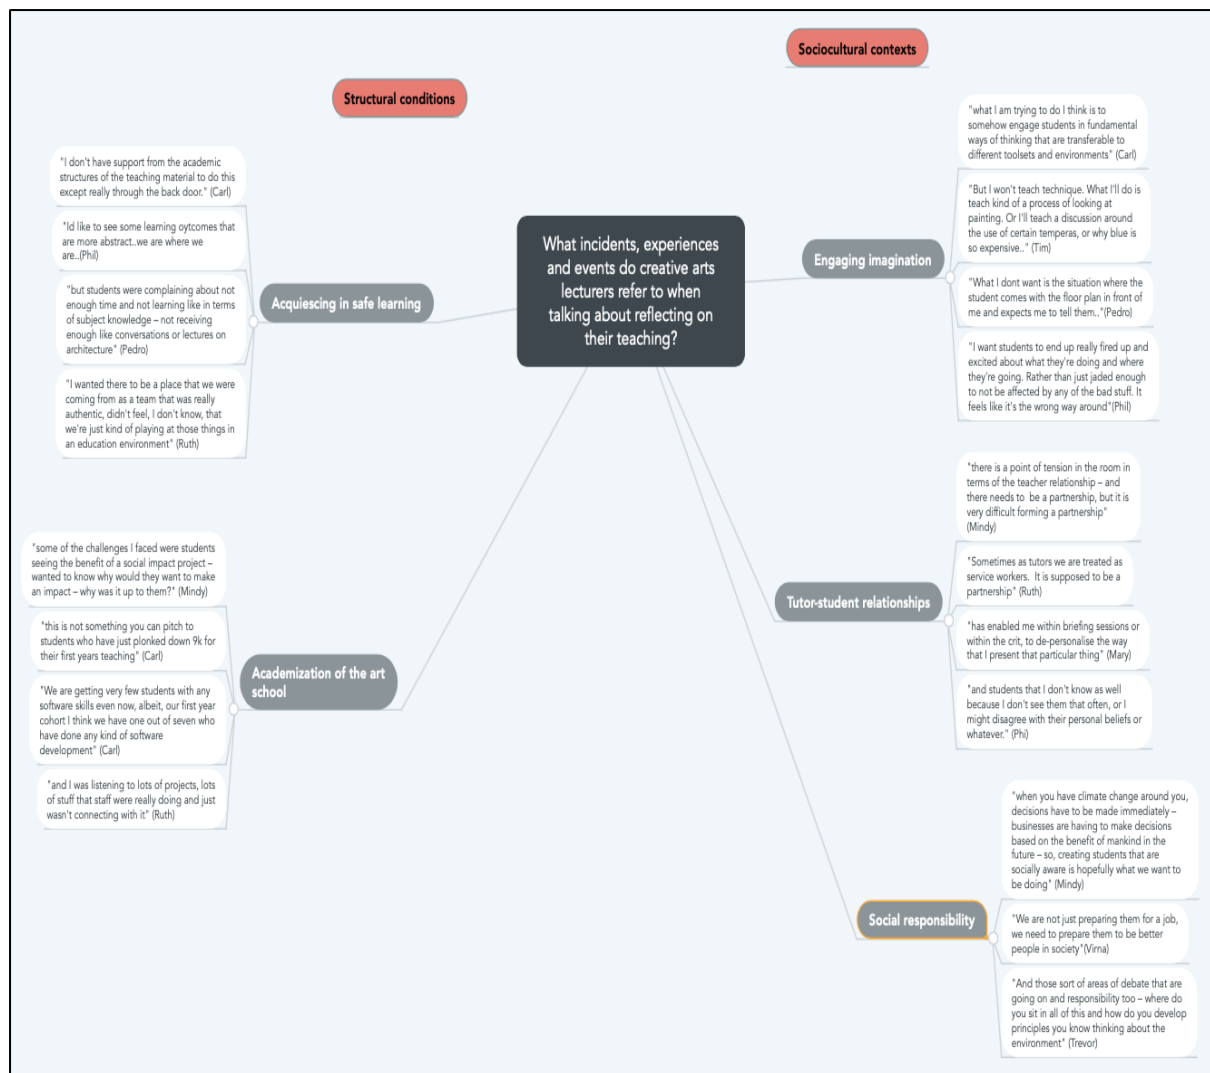 Sociocultural contexts
Structural conditions
What incidents, experiences
and events do creative arts
lecturers refer to when
talking about reflecting on
their teaching?
Acquiescing in safe learning
"I don't have support from the academic
structures of the teaching material to do this
except really through the back door." (Carl)
"Id like to see some learning oytcomes that
are more abstract..we are where we
are..(Phil)
"but students were complaining about not
enough time and not learning like in terms
of subject knowledge – not receiving
enough like conversations or lectures on
architecture" (Pedro)
"I wanted there to be a place that we were
coming from as a team that was really
authentic, didn't feel, I don't know, that
we're just kind of playing at those things in
an education environment" (Ruth)
Academization of the art
school
"some of the challenges I faced were students
seeing the benefit of a social impact project –
wanted to know why would they want to make
an impact – why was it up to them?" (Mindy)
"this is not something you can pitch to
students who have just plonked down 9k for
their first years teaching" (Carl)
"We are getting very few students with any
software skills even now, albeit, our first year
cohort I think we have one out of seven who
have done any kind of software
development" (Carl)
"and I was listening to lots of projects, lots
of stuff that staff were really doing and just
wasn't connecting with it" (Ruth)
Engaging imagination
"what I am trying to do I think is to
somehow engage students in fundamental
ways of thinking that are transferable to
different toolsets and environments" (Carl)
"But I won't teach technique. What I'll do is
teach kind of a process of looking at
painting. Or I'll teach a discussion around
the use of certain temperas, or why blue is
so expensive.." (Tim)
"What I dont want is the situation where the
student comes with the floor plan in front of
me and expects me to tell them.."(Pedro)
"I want students to end up really fired up and
excited about what they're doing and where
they're going. Rather than just jaded enough
to not be affected by any of the bad stuff. It
feels like it's the wrong way around"(Phil)
Tutor-student relationships
"there is a point of tension in the room in
terms of the teacher relationship – and
there needs to be a partnership, but it is
very difficult forming a partnership"
(Mindy)
"Sometimes as tutors we are treated as
service workers. It is supposed to be a
partnership" (Ruth)
"has enabled me within briefing sessions or
within the crit, to de-personalise the way
that I present that particular thing" (Mary)
"and students that I don't know as well
because I don't see them that often, or I
might disagree with their personal beliefs or
whatever." (Phi)
Social responsibility
"when you have climate change around you,
decisions have to be made immediately –
businesses are having to make decisions
based on the benefit of mankind in the
future – so, creating students that are
socially aware is hopefully what we want to
be doing" (Mindy)
"We are not just preparing them for a job,
we need to prepare them to be better
people in society"(Virna)
"And those sort of areas of debate that are
going on and responsibility too – where do
you sit in all of this and how do you develop
principles you know thinking about the
environment" (Trevor)